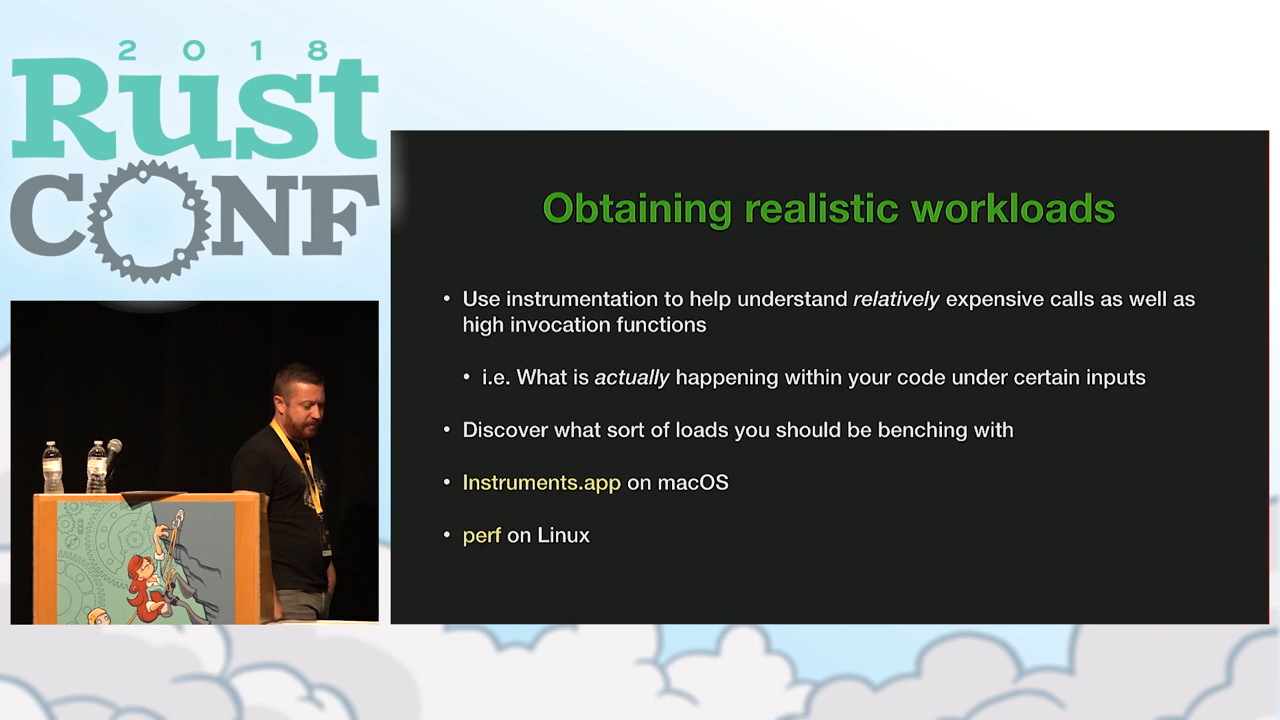 2018
Rust
CONF
Obtaining realistic workloads
• Use instrumentation to help understand relatively expensive calls as well as
high invocation functions
• i.e. What is actually happening within your code under certain inputs
• Discover what sort of loads you should be benching with
• Instruments.app on macOS
• perf on Linux